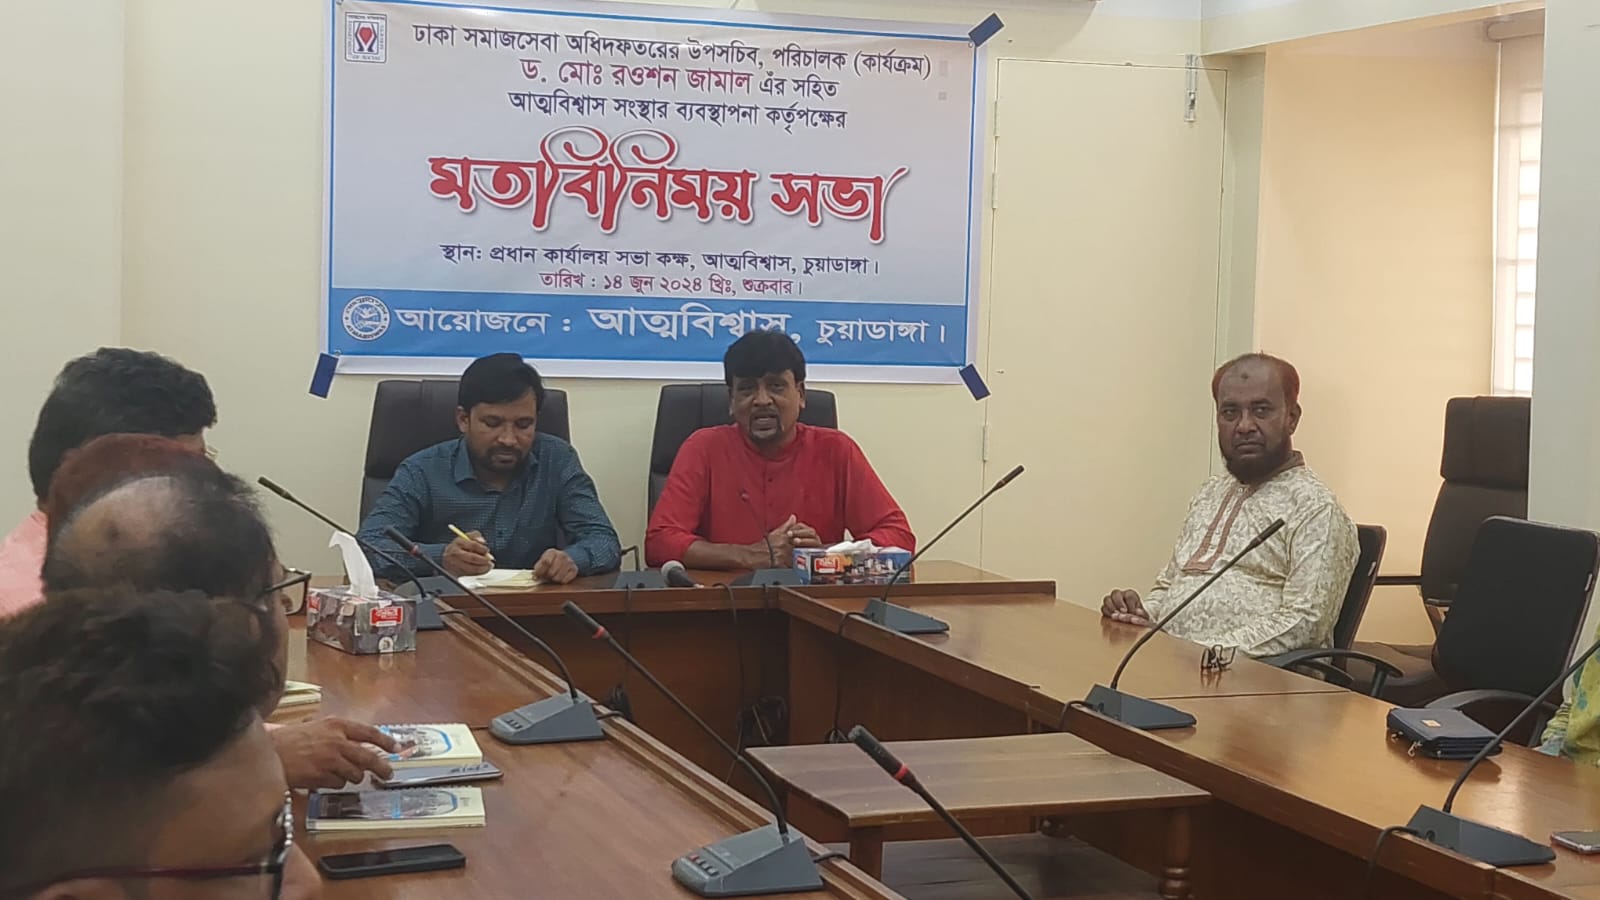 ঢাকা সমাজসেবা অধিদফতরের উপসচিব, পরিচালক (কার্যক্রম)
ড. মোঃ রওশন জামাল এঁর সহিত
আত্মবিশ্বাস সংস্থার ব্যবস্থাপনা কর্তৃপক্ষের
মতবিনিময় সভা
স্থান: প্রধান কার্যালয় সভা কক্ষ, আত্মবিশ্বাস, চুয়াডাঙ্গা।
তারিখ : ১৪ জুন ২০২৪ খ্রিঃ, শুক্রবার।
আয়োজনে : আত্মবিশ্বাস, চুয়াডাঙ্গা।